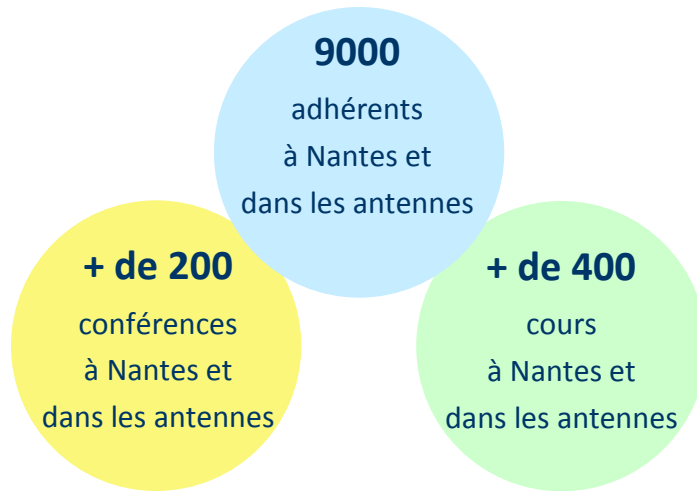 9000
adhérents
à Nantes et
dans les antennes
+ de 200
conférences
à Nantes et
dans les antennes
+ de 400
cours
à Nantes et
dans les antennes